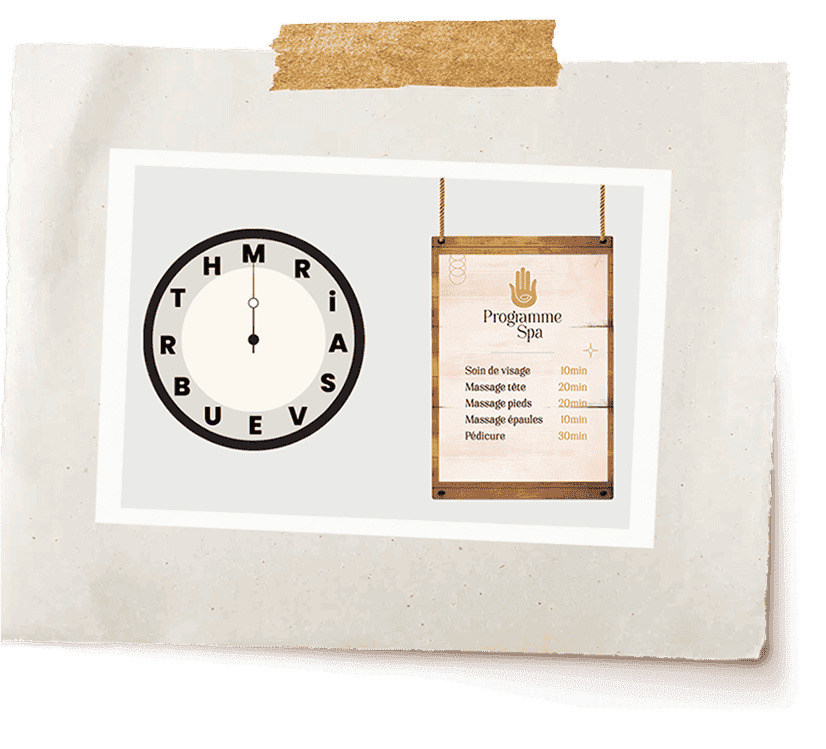 M
R
i
A
S
V
E
U
B
R
T
H
Programme
Spa
Soin de visage 10min
Massage tête 20min
Massage pieds 20min
Massage épaules 10min
Pédicure 30min